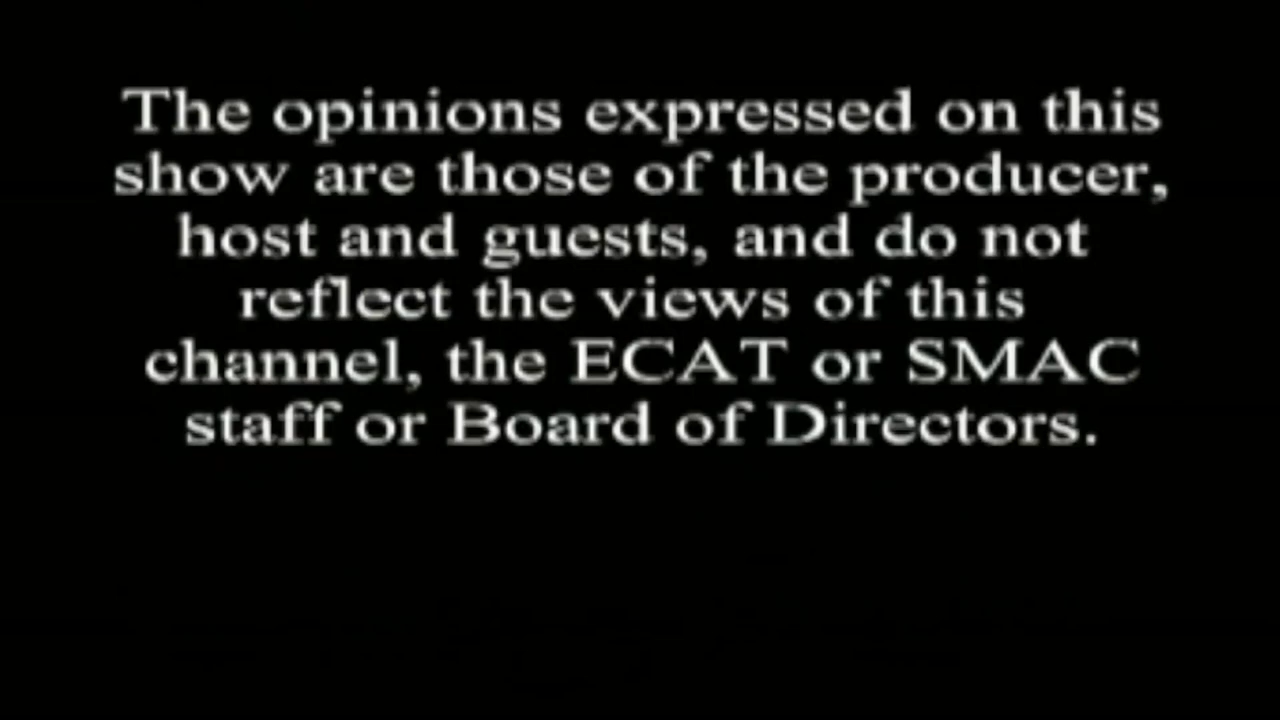 The opinions expressed on this
show are those of the producer,
host and guests, and do not
reflect the views of this
channel, the ECAT or SMAC
staff or Board of Directors.